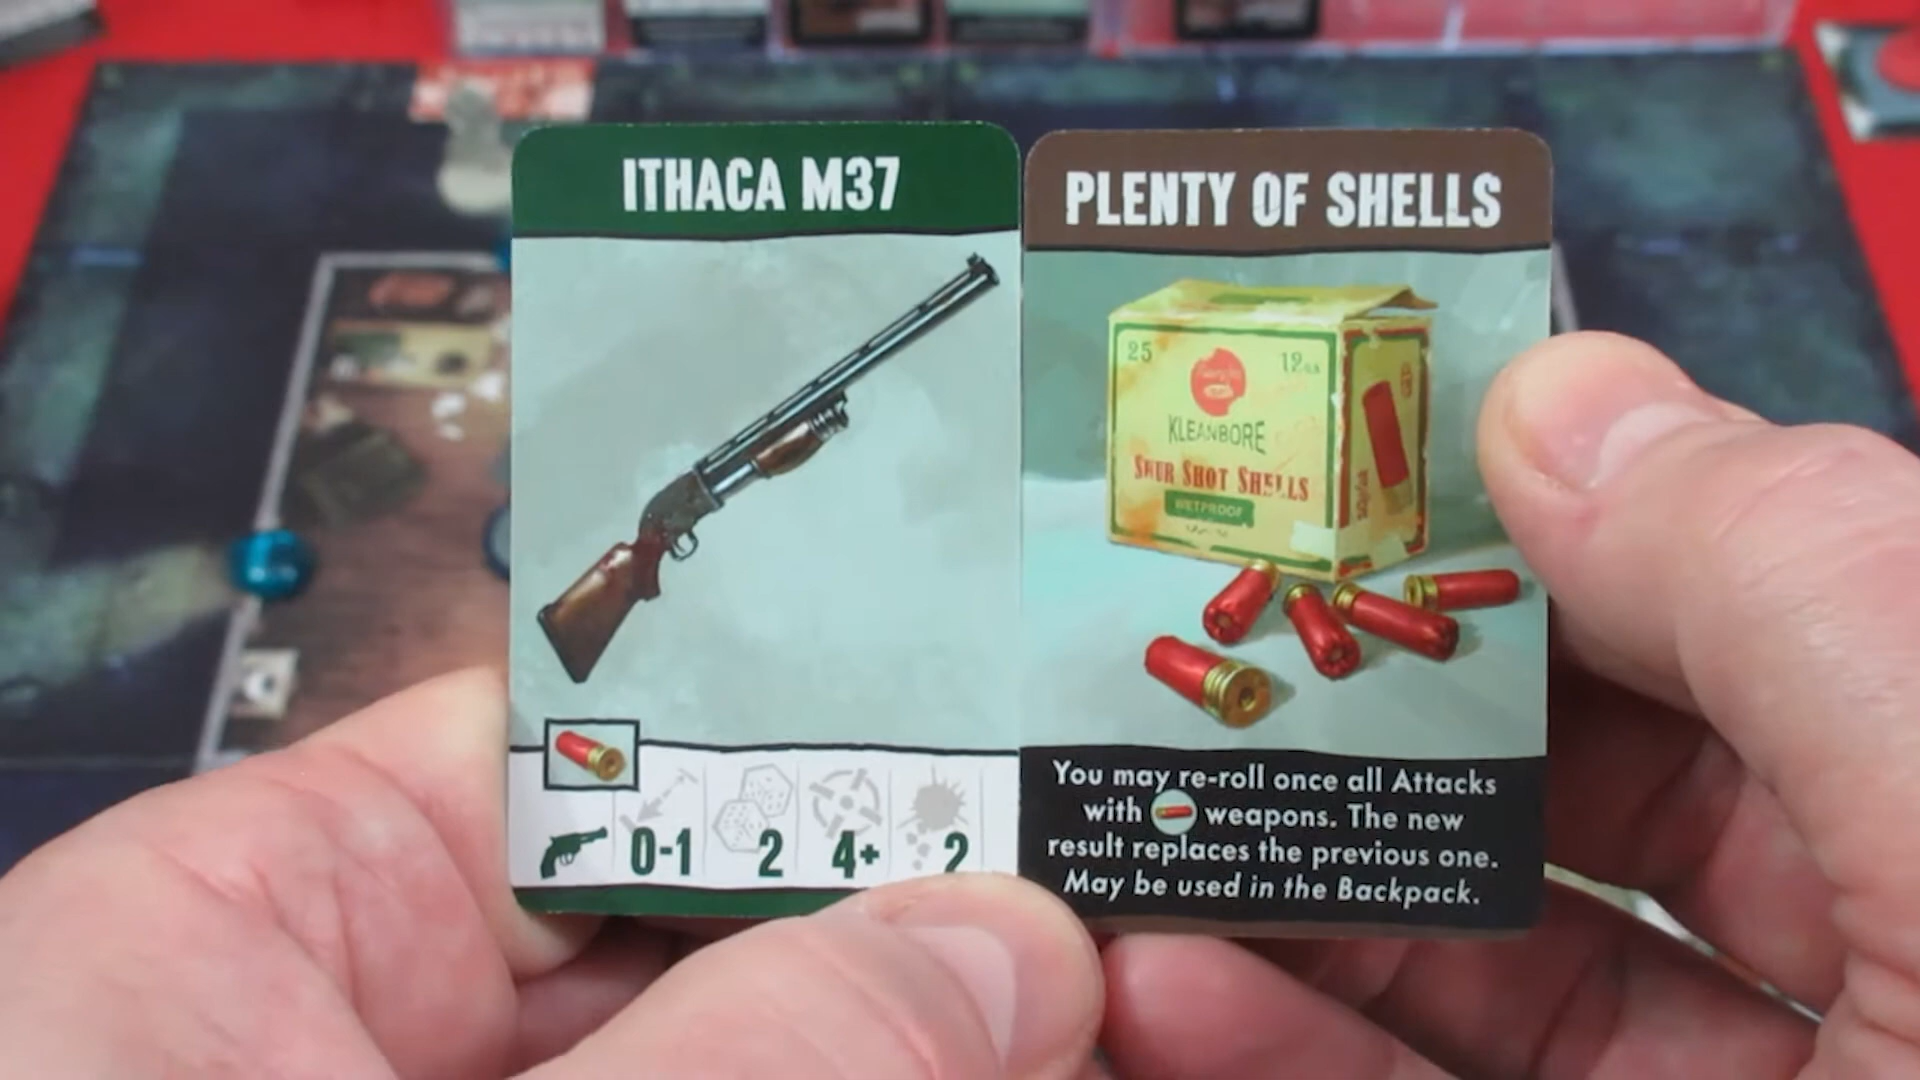 ITHACA M37
0-1
2
4+
2
PLENTY OF SHELLS
25
12GA
KLEANBORE
SHUR SHOT SHELLS
WETPROOF
You may re-roll once all Attacks
with weapons. The new
result replaces the previous one.
May be used in the Backpack.